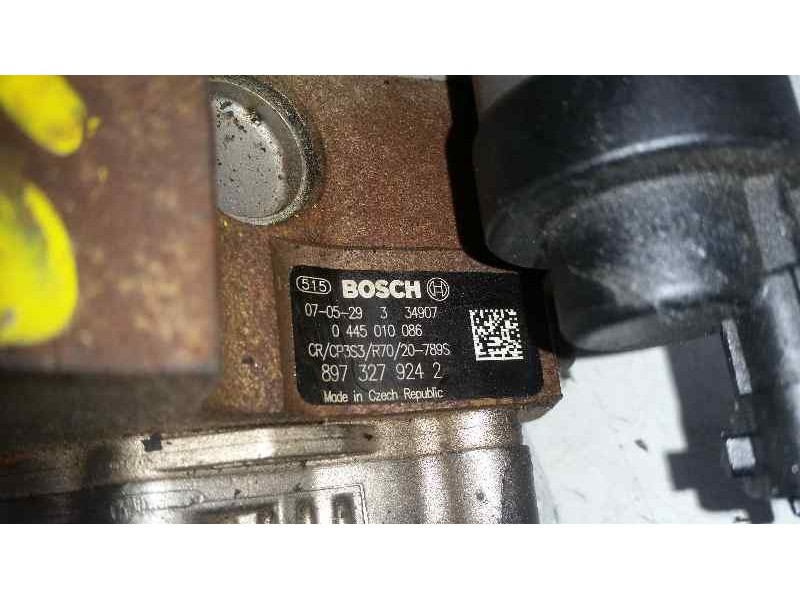 515 BOSCH
07-05-29 3 34907
0 445 010 086
CR/CP3S3/R70/20-789S
897 327 924 2
Made in Czech Republic